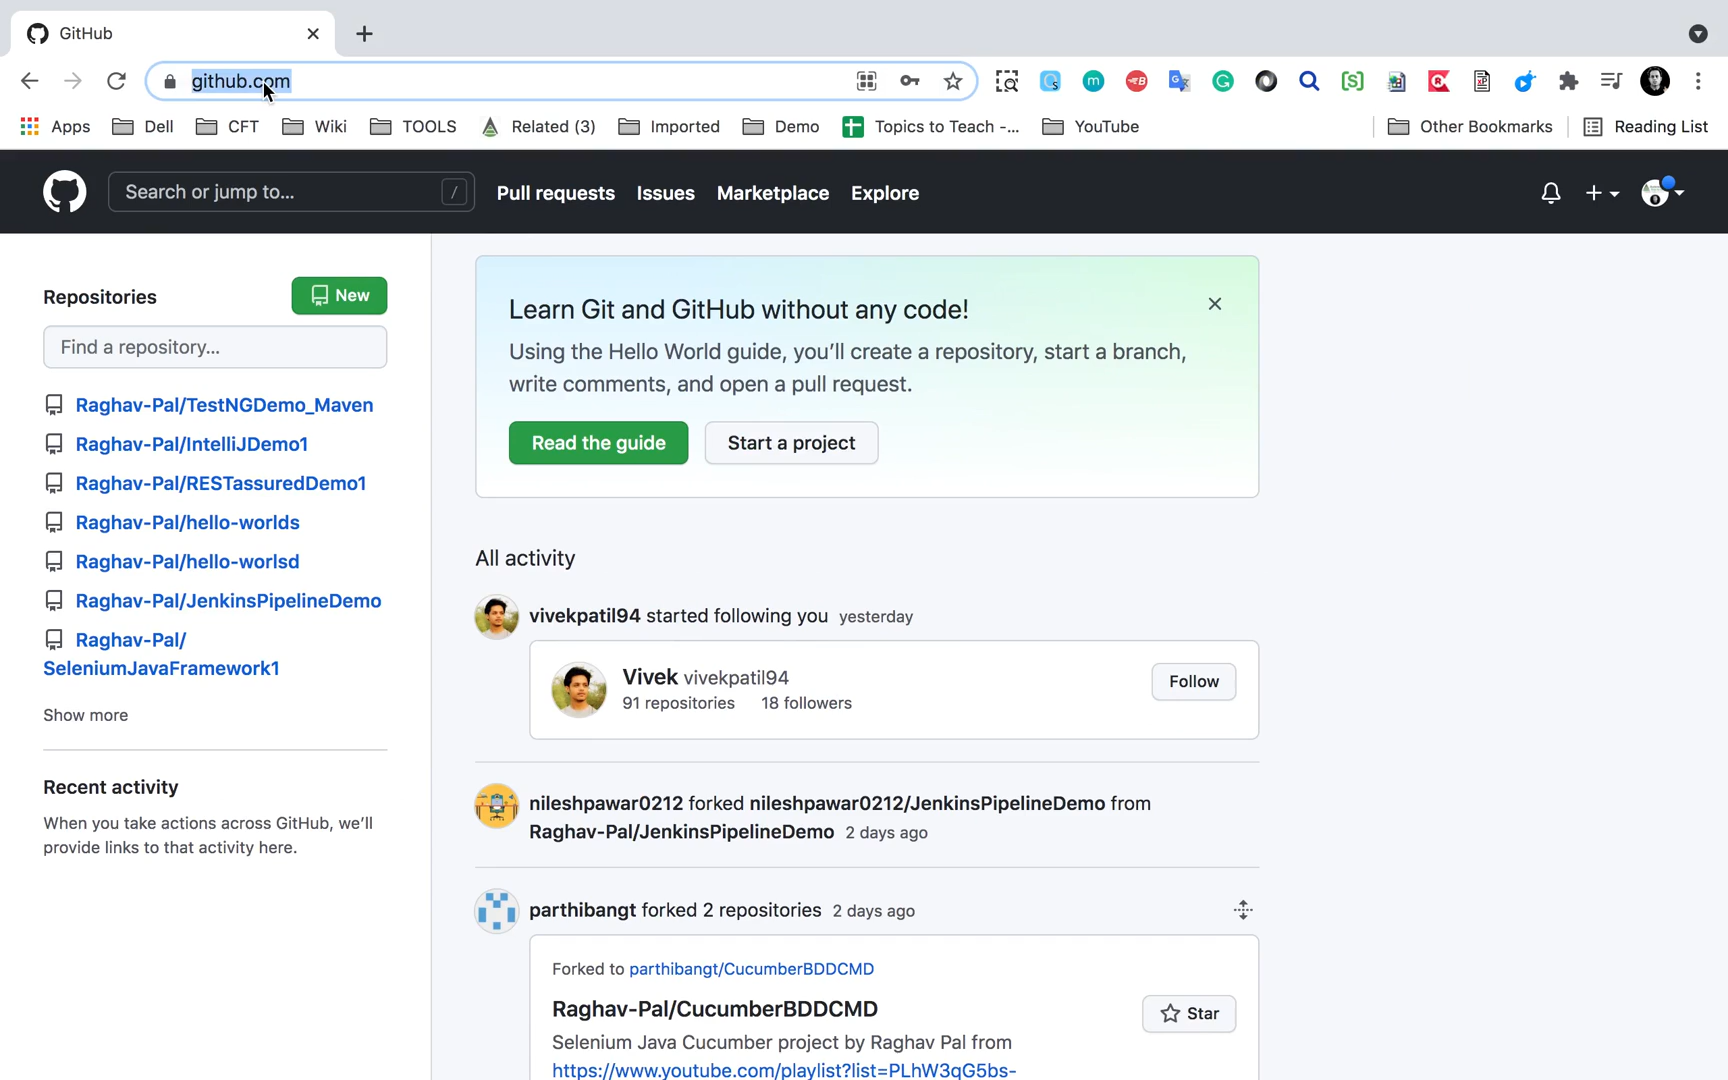 GitHub
github.com
Apps Dell CFT Wiki TOOLS Related (3) Imported Demo Topics to Teach -... YouTube Other Bookmarks Reading List
Search or jump to... / Pull requests Issues Marketplace Explore
Repositories New
Find a repository...
Raghav-Pal/TestNGDemo_Maven
Raghav-Pal/IntelliJDemo1
Raghav-Pal/RESTassuredDemo1
Raghav-Pal/hello-worlds
Raghav-Pal/hello-worlsd
Raghav-Pal/JenkinsPipelineDemo
Raghav-Pal/
SeleniumJavaFramework1
Show more
Recent activity
When you take actions across GitHub, we’ll
provide links to that activity here.
Learn Git and GitHub without any code!
Using the Hello World guide, you’ll create a repository, start a branch,
write comments, and open a pull request.
Read the guide Start a project
All activity
vivekpatil94 started following you yesterday
Vivek vivekpatil94
91 repositories 18 followers
Follow
nileshpawar0212 forked nileshpawar0212/JenkinsPipelineDemo from
Raghav-Pal/JenkinsPipelineDemo 2 days ago
parthibangt forked 2 repositories 2 days ago
Forked to parthibangt/CucumberBDDCMD
Raghav-Pal/CucumberBDDCMD
Star
Selenium Java Cucumber project by Raghav Pal from
https://www.youtube.com/playlist?list=PLhW3qG5bs-